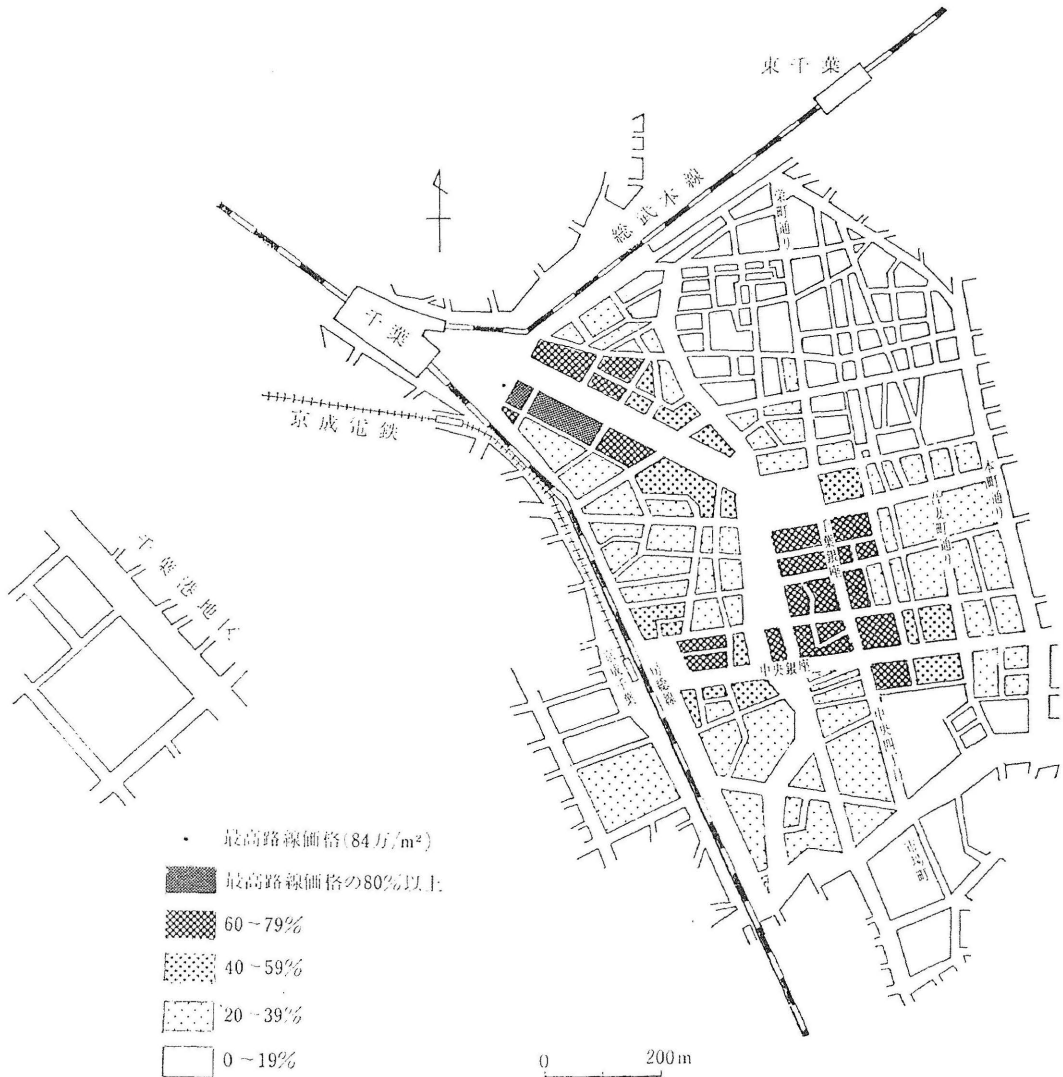 東千葉
総武本線
栄町通り
千葉
京成電鉄
本町通り
千葉銀座
千葉港地区
中央銀座
最高路線価格(84万/m²)
最高路線価格の80%以上
60~79%
40~59%
20~39%
0~19%
0 200m